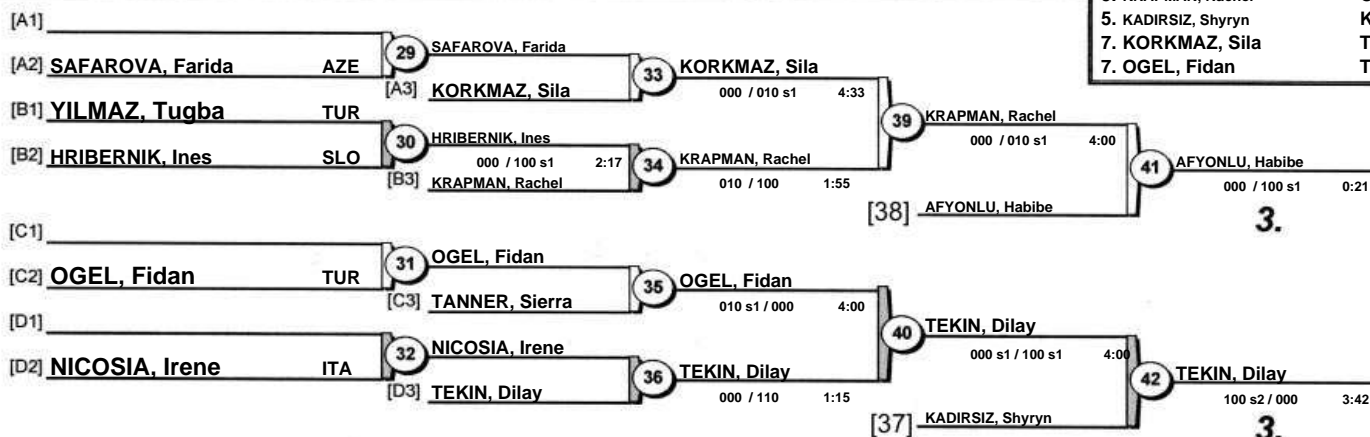 5. KADIRSIZ, Shyryn K
7. KORKMAZ, Sila T
7. OGEL, Fidan T
[A1]
[A2] SAFAROVA, Farida AZE
29
SAFAROVA, Farida
[A3] KORKMAZ, Sila
33
KORKMAZ, Sila
000 / 010 s1 4:33
[B1] YILMAZ, Tugba TUR
[B2] HRIBERNIK, Ines SLO
30
HRIBERNIK, Ines
000 / 100 s1 2:17
[B3] KRAPMAN, Rachel
34
KRAPMAN, Rachel
010 / 100 1:55
39
KRAPMAN, Rachel
000 / 010 s1 4:00
[38] AFYONLU, Habibe
41
AFYONLU, Habibe
000 / 100 s1 0:21
3.
[C1]
[C2] OGEL, Fidan TUR
31
OGEL, Fidan
[C3] TANNER, Sierra
35
OGEL, Fidan
010 s1 / 000 4:00
[D1]
[D2] NICOSIA, Irene ITA
32
NICOSIA, Irene
[D3] TEKIN, Dilay
36
TEKIN, Dilay
000 / 110 1:15
40
TEKIN, Dilay
000 s1 / 100 s1 4:00
[37] KADIRSIZ, Shyryn
42
TEKIN, Dilay
100 s2 / 000 3:42
3.